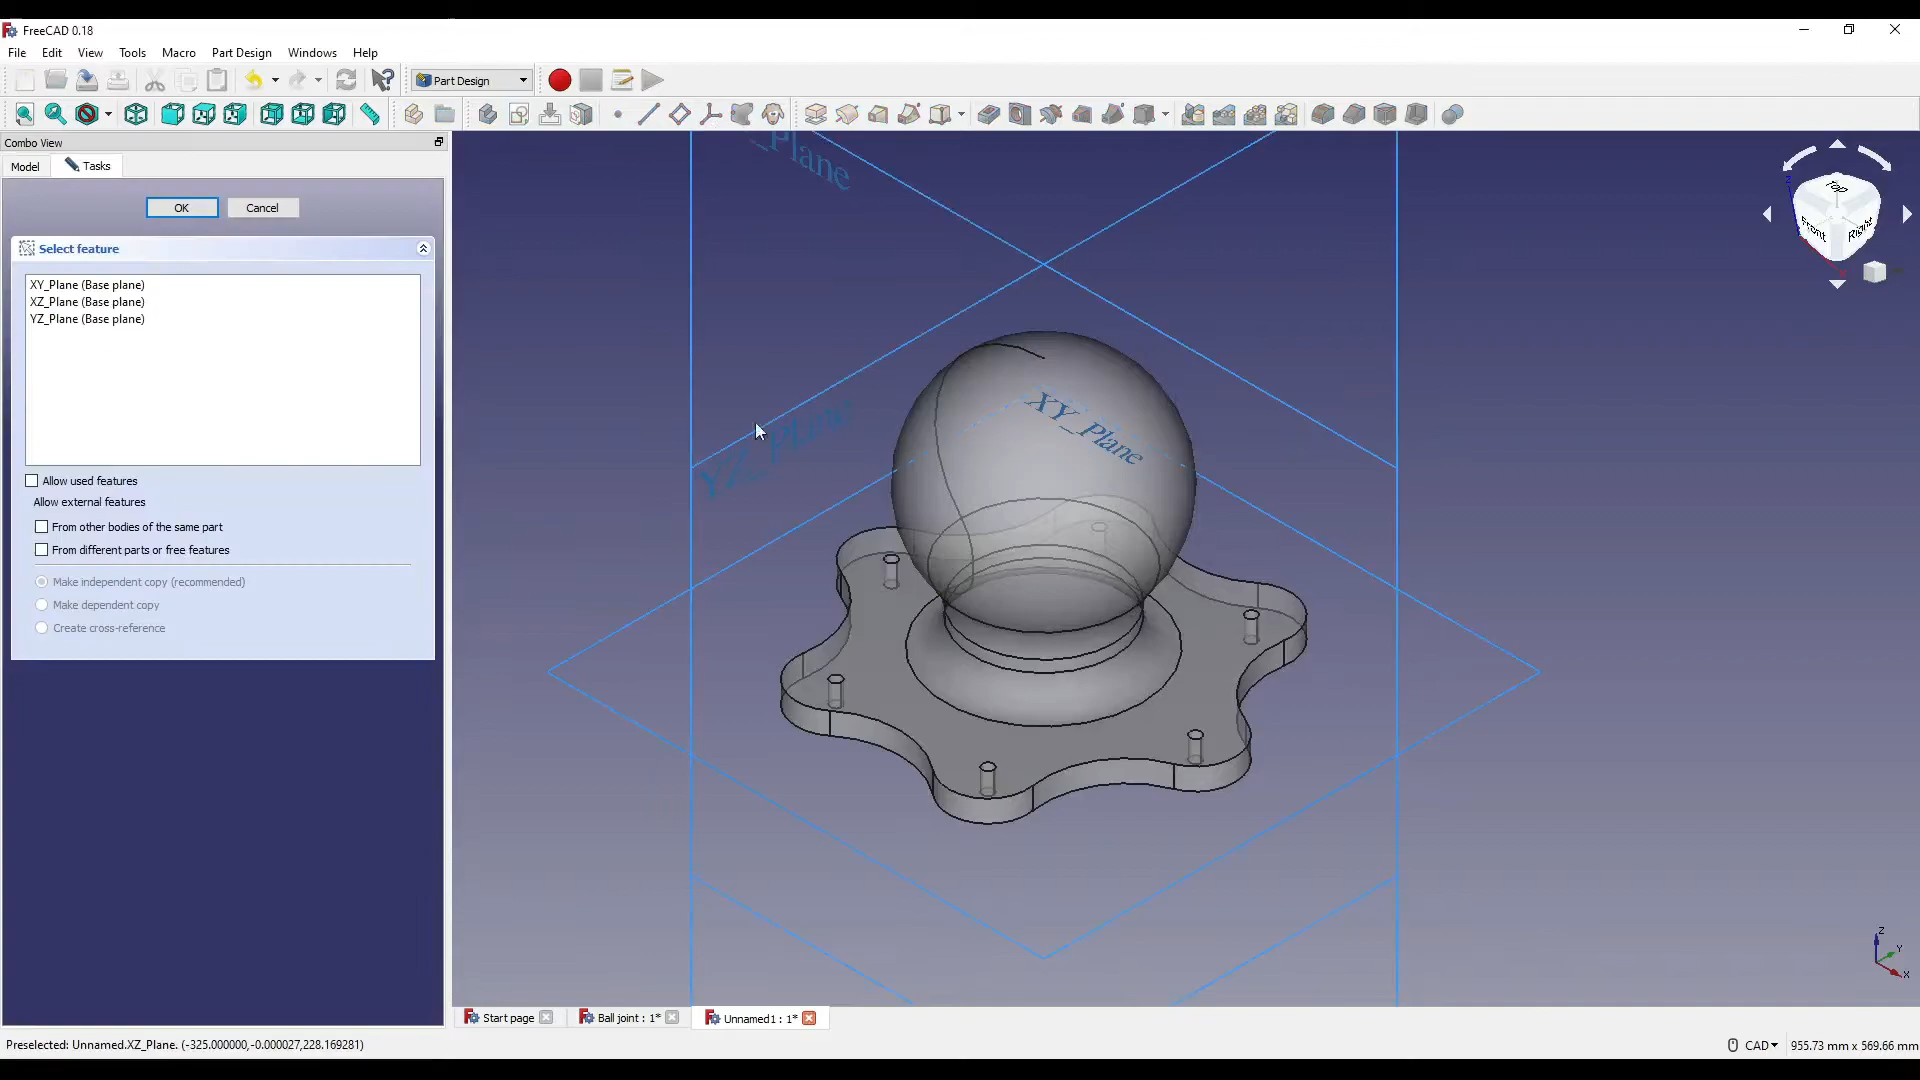 FreeCAD 0.18
File Edit View Tools Macro Part Design Windows Help
Part Design
Combo View
Model Tasks
OK Cancel
Select feature
XY_Plane (Base plane)
XZ_Plane (Base plane)
YZ_Plane (Base plane)
Allow used features
Allow external features
From other bodies of the same part
From different parts or free features
Make independent copy (recommended)
Make dependent copy
Create cross-reference
_Plane
YZ_Plane
XY_Plane
Top
Front
Right
Z
X
Z
Y
X
Start page
Ball joint : 1*
Unnamed1 : 1*
Preselected: Unnamed.XZ_Plane. (-325.000000,-0.000027,228.169281)
CAD
955.73 mm x 569.66 mm